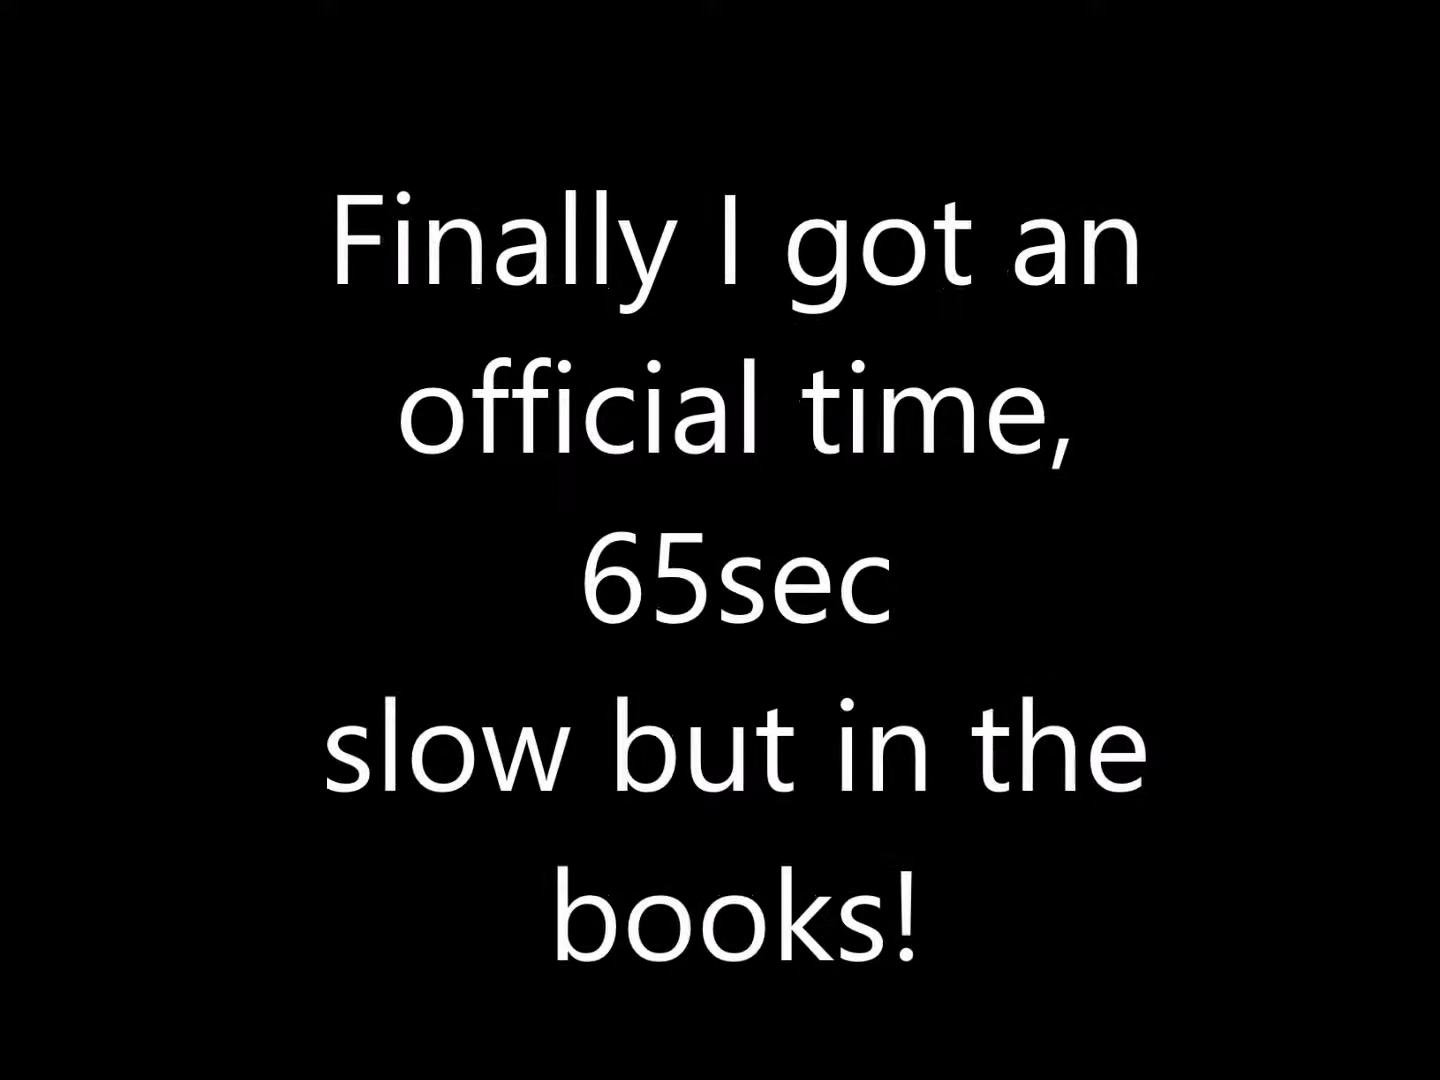 Finally I got an
official time,
65sec
slow but in the
books!